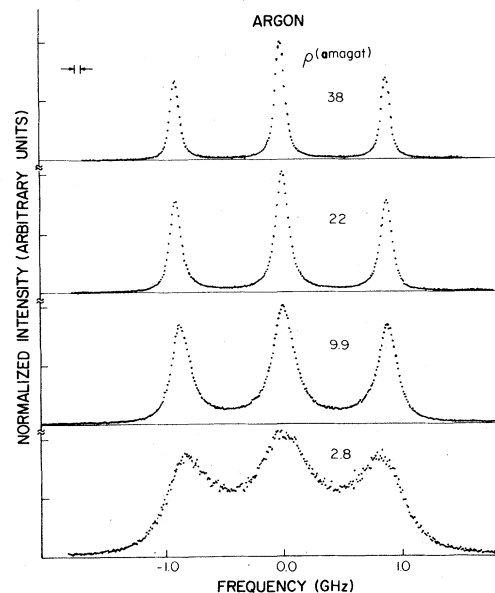 ARGON
ρ(amagat)
38
22
9.9
2.8
NORMALIZED INTENSITY (ARBITRARY UNITS)
-1.0 0.0 1.0
FREQUENCY (GHz)